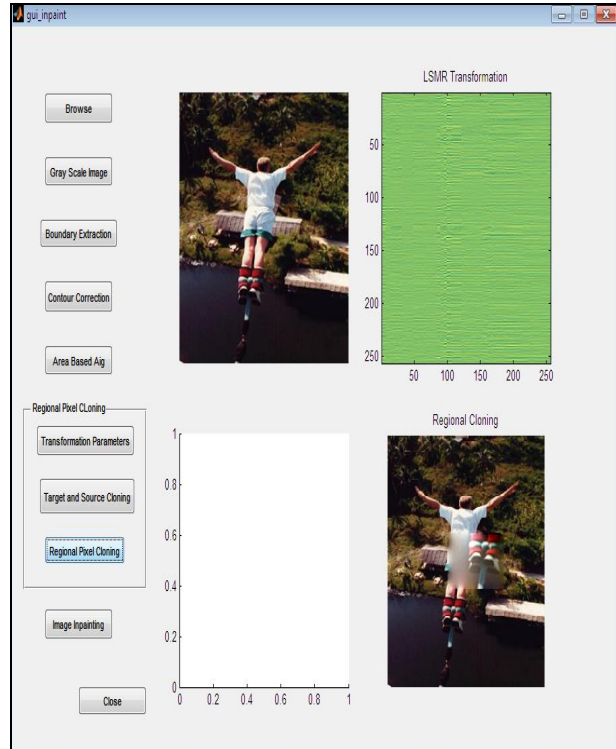 gui_inpaint
Browse
Gray Scale Image
Boundary Extraction
Contour Correction
Area Based Aig
Regional Pixel CLoning
Transformation Parameters
Target and Source Cloning
Regional Pixel Cloning
Image Inpainting
Close
LSMR Transformation
50
100
150
200
250
50 100 150 200 250
1
0.8
0.6
0.4
0.2
0
0 0.2 0.4 0.6 0.8 1
Regional Cloning